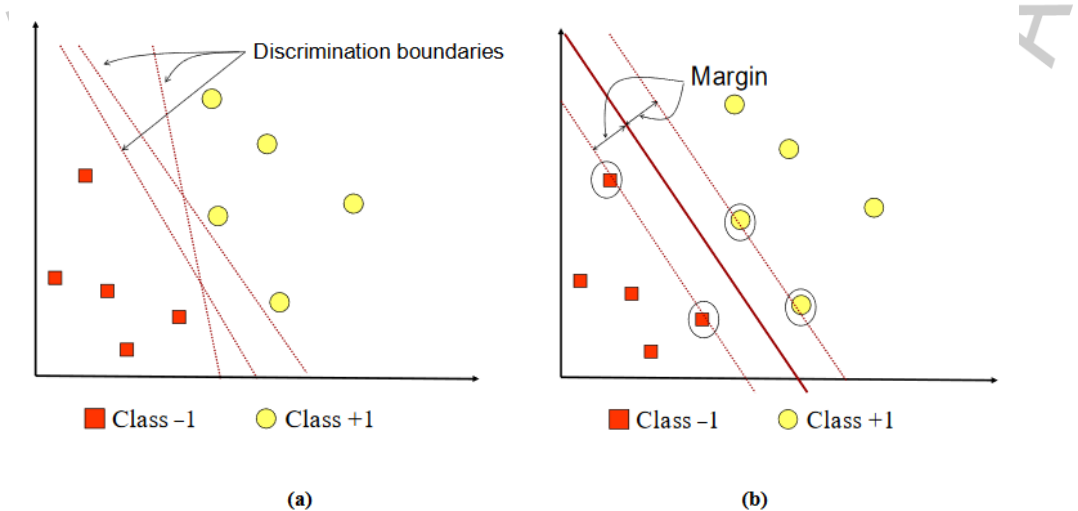 Discrimination boundaries
Class –1
Class +1
(a)
Margin
Class –1
Class +1
(b)
A